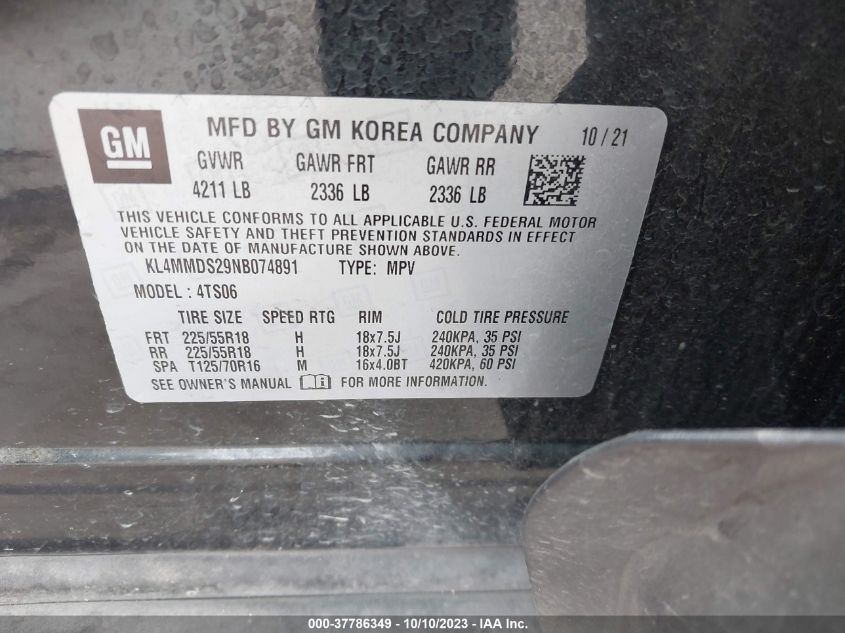 GM
MFD BY GM KOREA COMPANY 10 / 21
GVWR GAWR FRT GAWR RR
4211 LB 2336 LB 2336 LB
THIS VEHICLE CONFORMS TO ALL APPLICABLE U.S. FEDERAL MOTOR
VEHICLE SAFETY AND THEFT PREVENTION STANDARDS IN EFFECT
ON THE DATE OF MANUFACTURE SHOWN ABOVE.
KL4MMDS29NB074891 TYPE: MPV
MODEL : 4TS06
TIRE SIZE SPEED RTG RIM COLD TIRE PRESSURE
FRT 225/55R18 H 18x7.5J 240KPA, 35 PSI
RR 225/55R18 H 18x7.5J 240KPA, 35 PSI
SPA T125/70R16 M 16x4.0BT 420KPA, 60 PSI
SEE OWNER'S MANUAL FOR MORE INFORMATION.
000-37786349 - 10/10/2023 - IAA Inc.